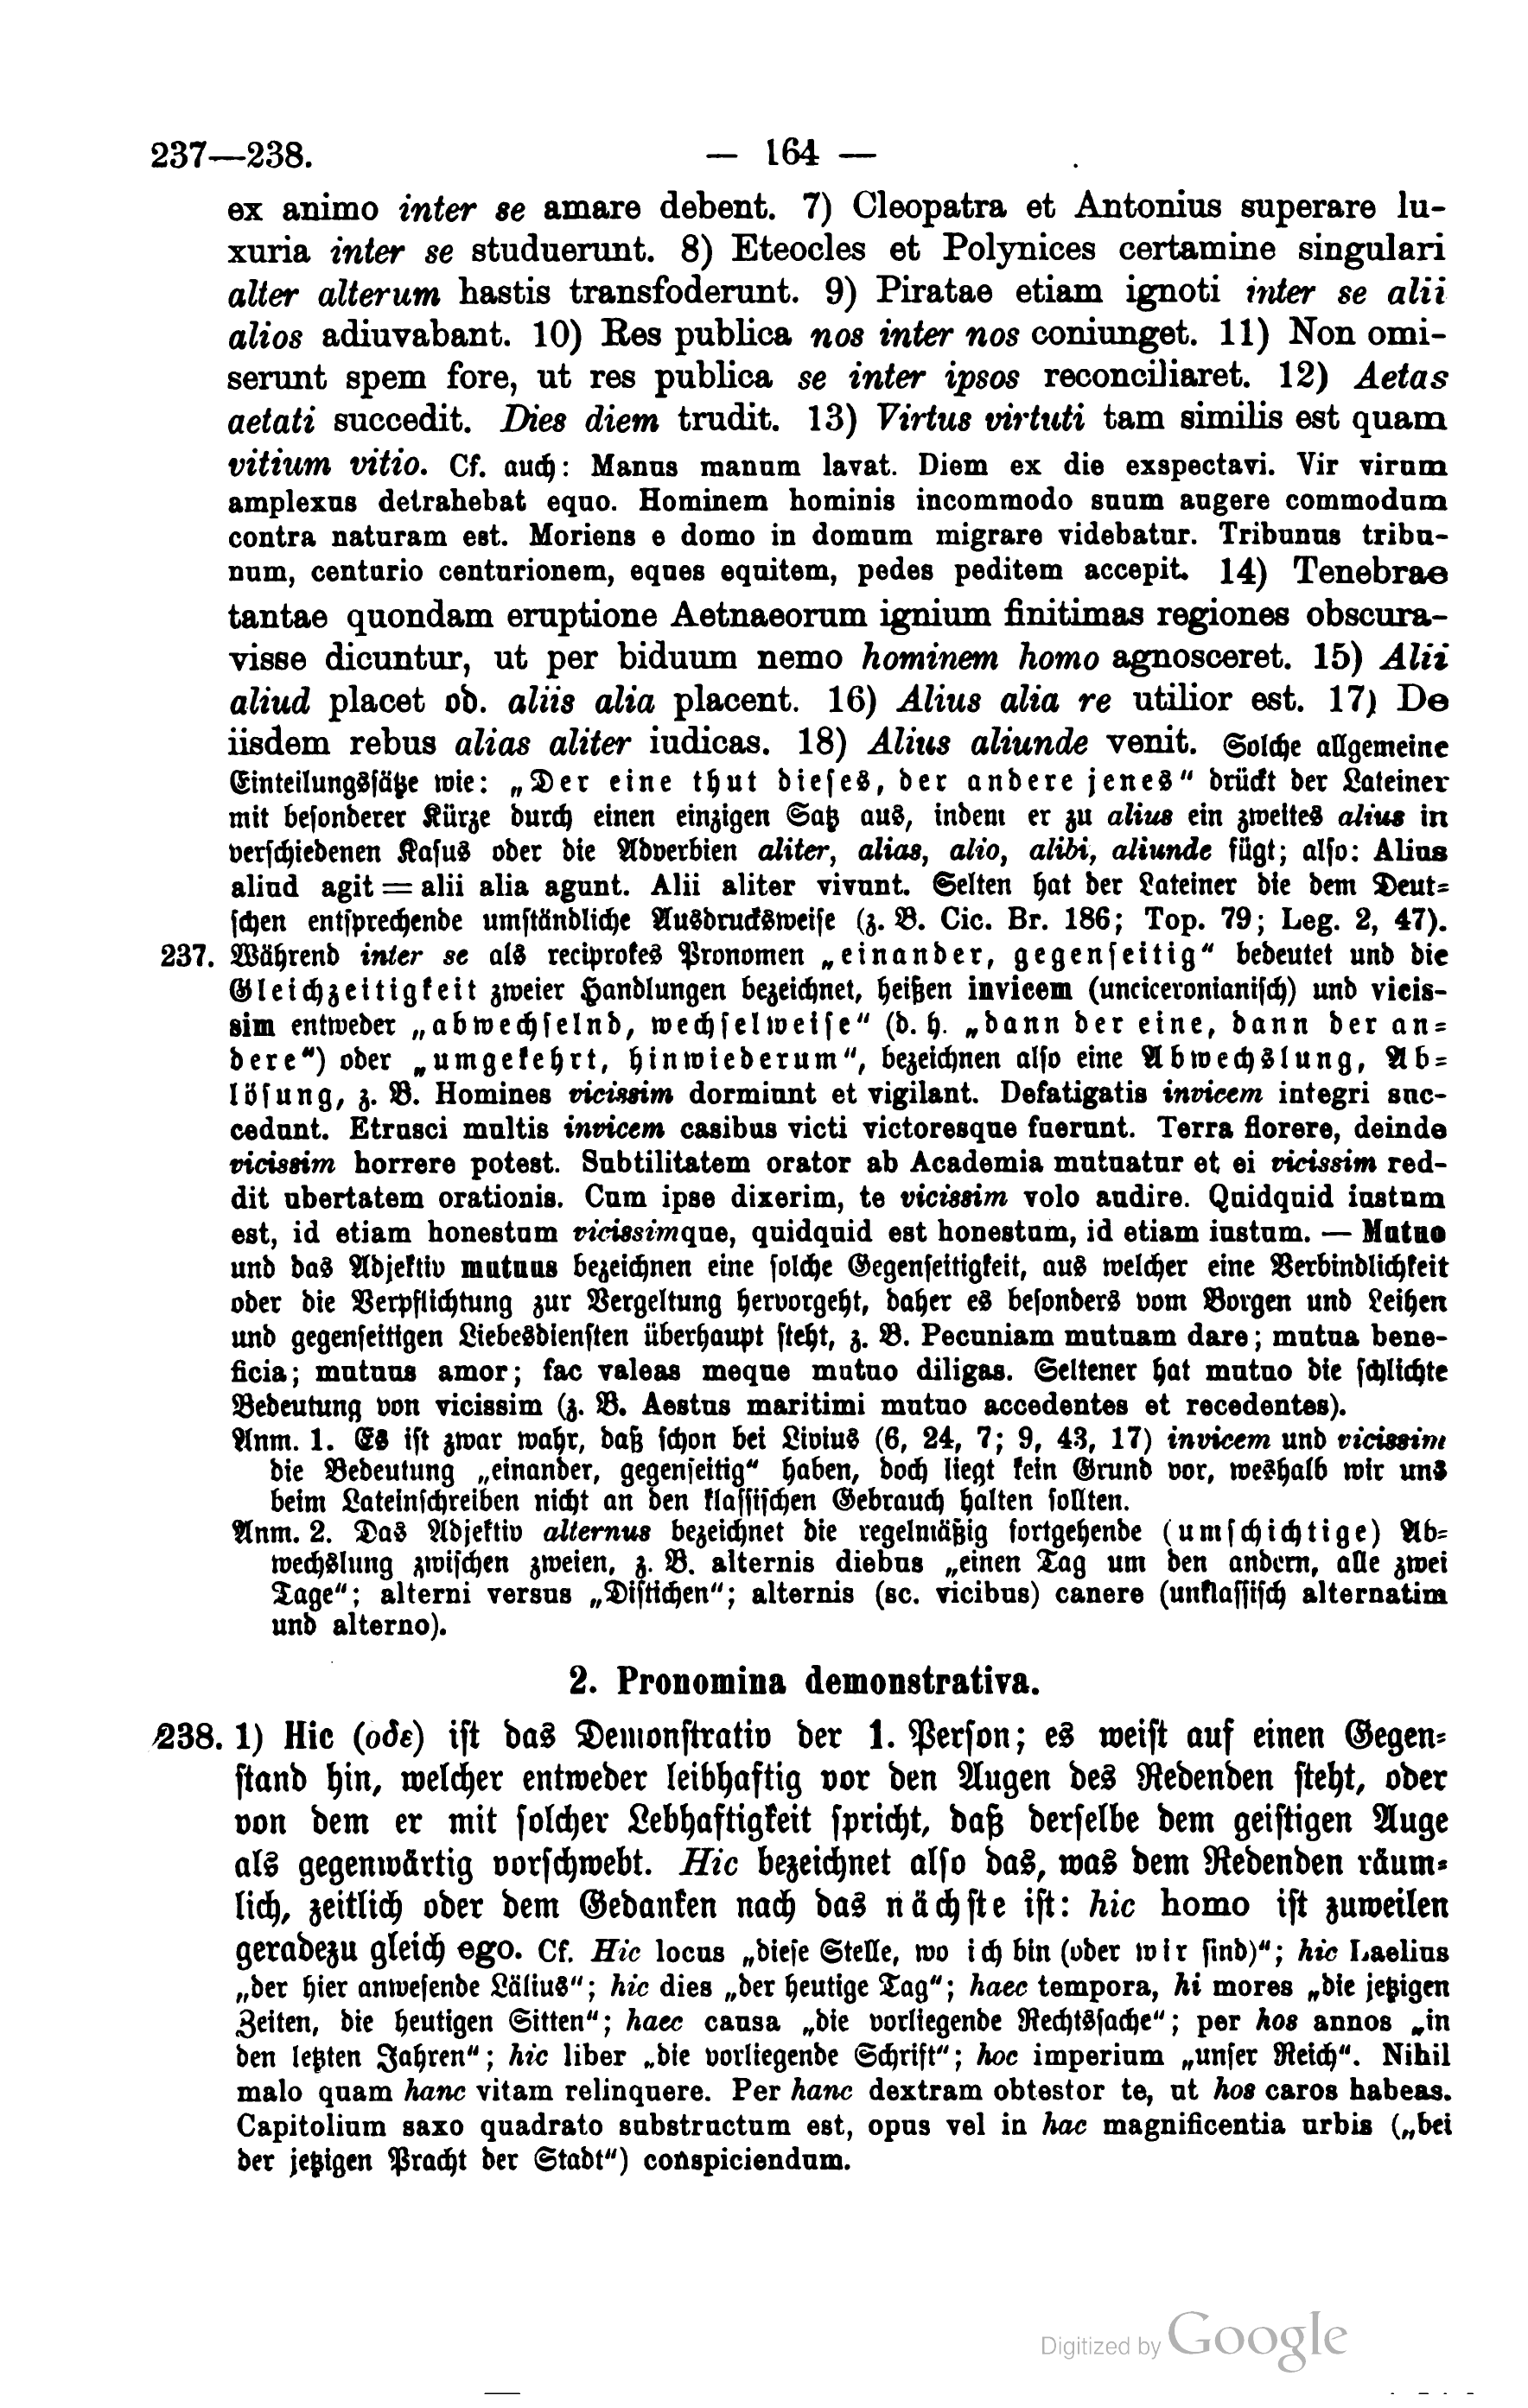 237—238.
— 164 —
ex animo inter se amare debent. 7) Cleopatra et Antonius superare lu-
xuria inter se studuerunt. 8) Eteocles et Polynices certamine singulari
alter alterum hastis transfoderunt. 9) Piratae etiam ignoti inter se alii
alios adiuvabant. 10) Res publica nos inter nos coniunget. 11) Non omi-
serunt spem fore, ut res publica se inter ipsos reconciliaret. 12) Aetas
aetati succedit. Dies diem trudit. 13) Virtus virtuti tam similis est quam
vitium vitio. Cf. auch: Manus manum lavat. Diem ex die exspectavi. Vir virum
amplexus detrahebat equo. Hominem hominis incommodo suum augere commodum
contra naturam est. Moriens e domo in domum migrare videbatur. Tribunus tribu-
num, centurio centurionem, eques equitem, pedes peditem accepit. 14) Tenebrae
tantae quondam eruptione Aetnaeorum ignium finitimas regiones obscura-
visse dicuntur, ut per biduum nemo hominem homo agnosceret. 15) Alii
aliud placet od. aliis alia placent. 16) Alius alia re utilior est. 17) De
iisdem rebus alias aliter iudicas. 18) Alius aliunde venit. Solche allgemeine
Einteilungssätze wie: „Der eine thut dieses, der andere jenes“ drückt der Lateiner
mit besonderer Kürze durch einen einzigen Satz aus, indem er zu alius ein zweites alius in
verschiedenen Kasus oder die Adverbien aliter, alias, alio, alibi, aliunde fügt; also: Alius
aliud agit = alii alia agunt. Alii aliter vivunt. Selten hat der Lateiner die dem Deut-
schen entsprechende umständliche Ausdrucksweise (z. B. Cic. Br. 186; Top. 79; Leg. 2, 47).
237. Während inter se als reciprokes Pronomen „einander, gegenseitig“ bedeutet und die
Gleichzeitigkeit zweier Handlungen bezeichnet, heißen invicem (unciceronianisch) und vicis-
sim entweder „abwechselnd, wechselweise“ (d. h. „dann der eine, dann der an-
dere“) oder „umgekehrt, hinwiederum“, bezeichnen also eine Abwechslung, Ab-
lösung, z. B. Homines vicissim dormiunt et vigilant. Defatigatis invicem integri suc-
cedunt. Etrusci multis invicem casibus victi victoresque fuerunt. Terra florere, deinde
vicissim horrere potest. Subtilitatem orator ab Academia mutuatur et ei vicissim red-
dit ubertatem orationis. Cum ipse dixerim, te vicissim volo audire. Quidquid iustum
est, id etiam honestum vicissimque, quidquid est honestum, id etiam iustum. — Mutuo
und das Adjektiv mutuus bezeichnen eine solche Gegenseitigkeit, aus welcher eine Verbindlichkeit
oder die Verpflichtung zur Vergeltung hervorgeht, daher es besonders vom Borgen und Leihen
und gegenseitigen Liebesdiensten überhaupt steht, z. B. Pecuniam mutuam dare; mutua bene-
ficia; mutuus amor; fac valeas meque mutuo diligas. Seltener hat mutuo die schlichte
Bedeutung von vicissim (z. B. Aestus maritimi mutuo accedentes et recedentes).
Anm. 1. Es ist zwar wahr, daß schon bei Livius (6, 24, 7; 9, 43, 17) invicem und vicissim
die Bedeutung „einander, gegenseitig“ haben, doch liegt kein Grund vor, weshalb wir uns
beim Lateinschreiben nicht an den klassischen Gebrauch halten sollten.
Anm. 2. Das Adjektiv alternus bezeichnet die regelmäßig fortgehende (umschichtige) Ab-
wechslung zwischen zweien, z. B. alternis diebus „einen Tag um den andern, alle zwei
Tage“; alterni versus „Distichen“; alternis (sc. vicibus) canere (unklassisch alternatim
und alterno).
2. Pronomina demonstrativa.
238. 1) Hic (ὅδε) ist das Demonstrativ der 1. Person; es weist auf einen Gegen-
stand hin, welcher entweder leibhaftig vor den Augen des Redenden steht, oder
von dem er mit solcher Lebhaftigkeit spricht, daß derselbe dem geistigen Auge
als gegenwärtig vorschwebt. Hic bezeichnet also das, was dem Redenden räum-
lich, zeitlich oder dem Gedanken nach das nächste ist: hic homo ist zuweilen
geradezu gleich ego. Cf. Hic locus „diese Stelle, wo ich bin (oder wir sind)“; hic Laelius
„der hier anwesende Läliuѕ“; hic dies „der heutige Tag“; haec tempora, hi mores „die jetzigen
Zeiten, die heutigen Sitten“; haec causa „die vorliegende Rechtssache“; per hos annos „in
den letzten Jahren“; hic liber „die vorliegende Schrift“; hoc imperium „unser Reich“. Nihil
malo quam hanc vitam relinquere. Per hanc dextram obtestor te, ut hos caros habeas.
Capitolium saxo quadrato substructum est, opus vel in hac magnificentia urbis („bei
der jetzigen Pracht der Stadt“) conspiciendum.
Digitized by Google